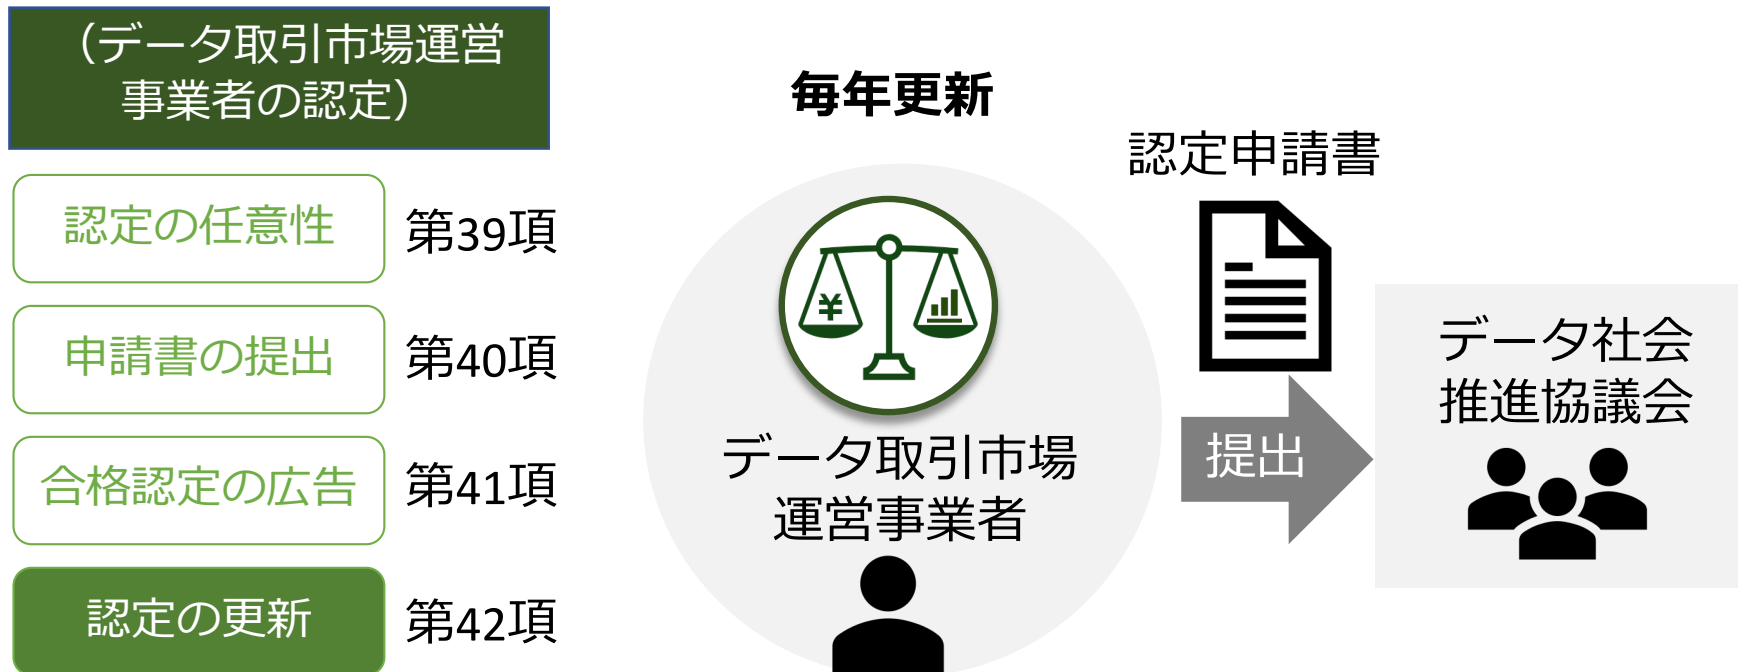 （データ取引市場運営
事業者の認定）
認定の任意性
第39項
申請書の提出
第40項
合格認定の広告
第41項
認定の更新
第42項
毎年更新
¥
データ取引市場
運営事業者
認定申請書
提出
データ社会
推進協議会